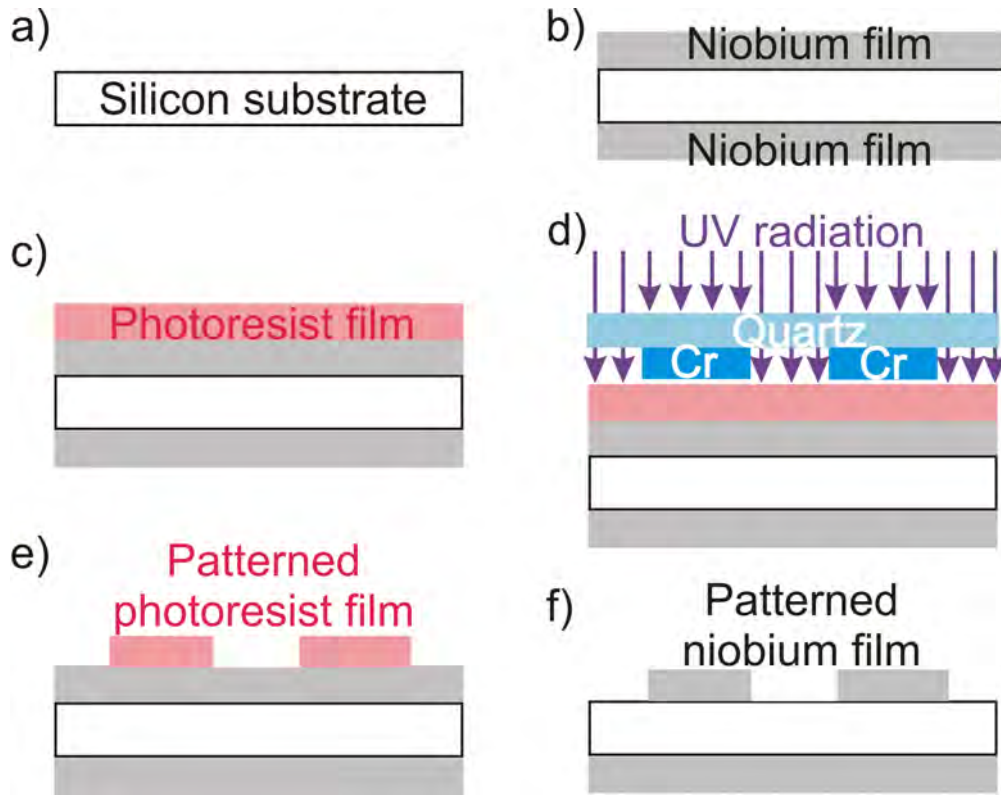 a)
Silicon substrate
b)
Niobium film
Niobium film
c)
Photoresist film
d)
UV radiation
Quartz
Cr Cr
e)
Patterned
photoresist film
f)
Patterned
niobium film